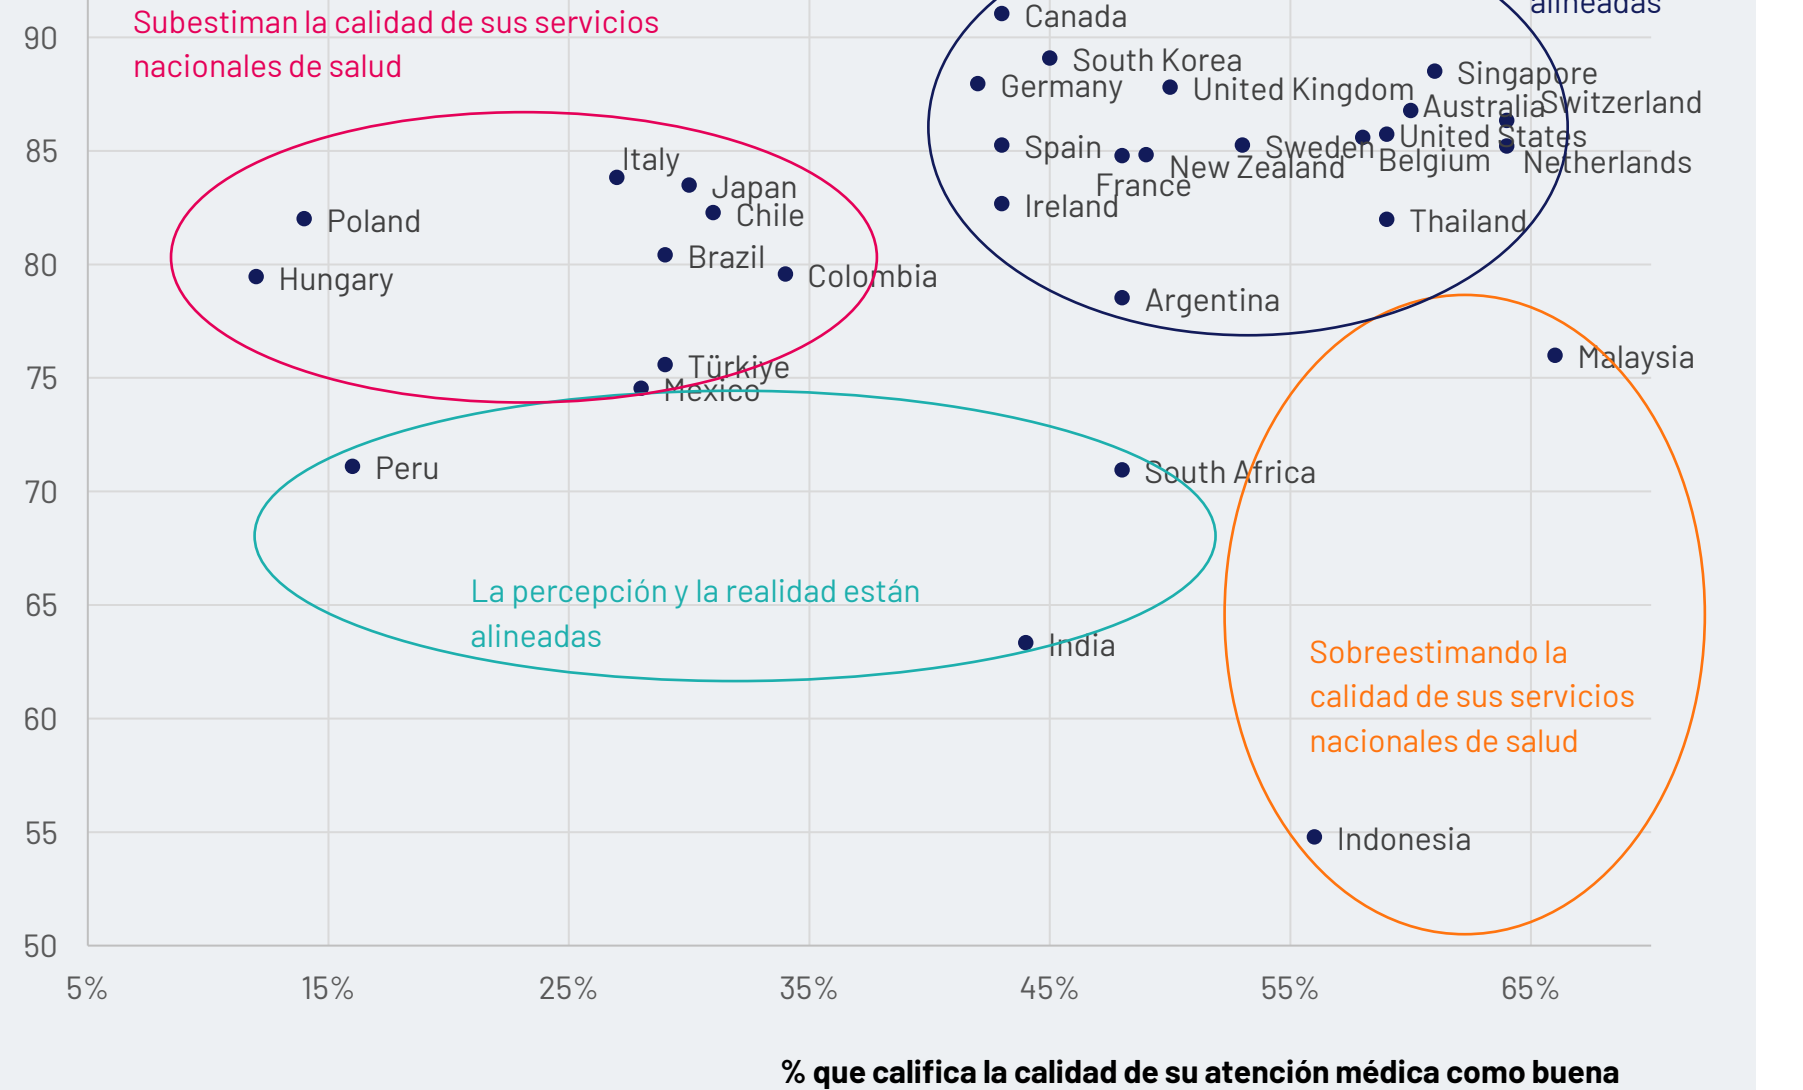 alineadas
Subestiman la calidad de sus servicios
nacionales de salud
90
Canada
South Korea
Singapore
Germany
United Kingdom
Australia
Switzerland
85
Italy
Spain
Sweden
United States
New Zealand
Belgium
Netherlands
Japan
France
Chile
Ireland
Poland
Thailand
80
Brazil
Hungary
Colombia
Argentina
75
Türkiye
Malaysia
Mexico
70
Peru
South Africa
65
La percepción y la realidad están
alineadas
India
Sobreestimando la
calidad de sus servicios
nacionales de salud
60
55
Indonesia
50
5% 15% 25% 35% 45% 55% 65%
% que califica la calidad de su atención médica como buena